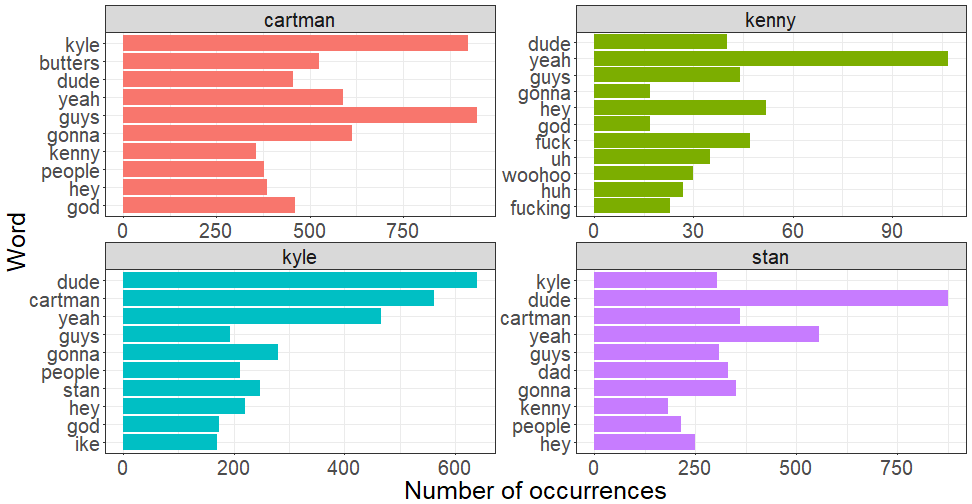 cartman
kyle
butters
dude
yeah
guys
gonna
kenny
people
hey
god
0 250 500 750
kenny
dude
yeah
guys
gonna
hey
god
fuck
uh
woohoo
huh
fucking
0 30 60 90
kyle
dude
cartman
yeah
guys
gonna
people
stan
hey
god
ike
0 200 400 600
stan
kyle
dude
cartman
yeah
guys
dad
gonna
kenny
people
hey
0 250 500 750
Word
Number of occurrences